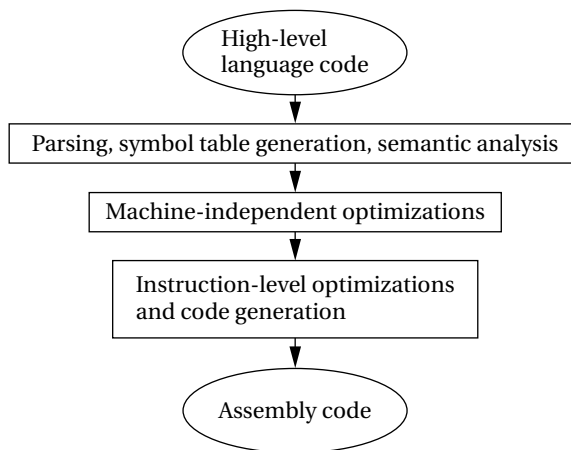 High-level
language code
Parsing, symbol table generation, semantic analysis
Machine-independent optimizations
Instruction-level optimizations
and code generation
Assembly code